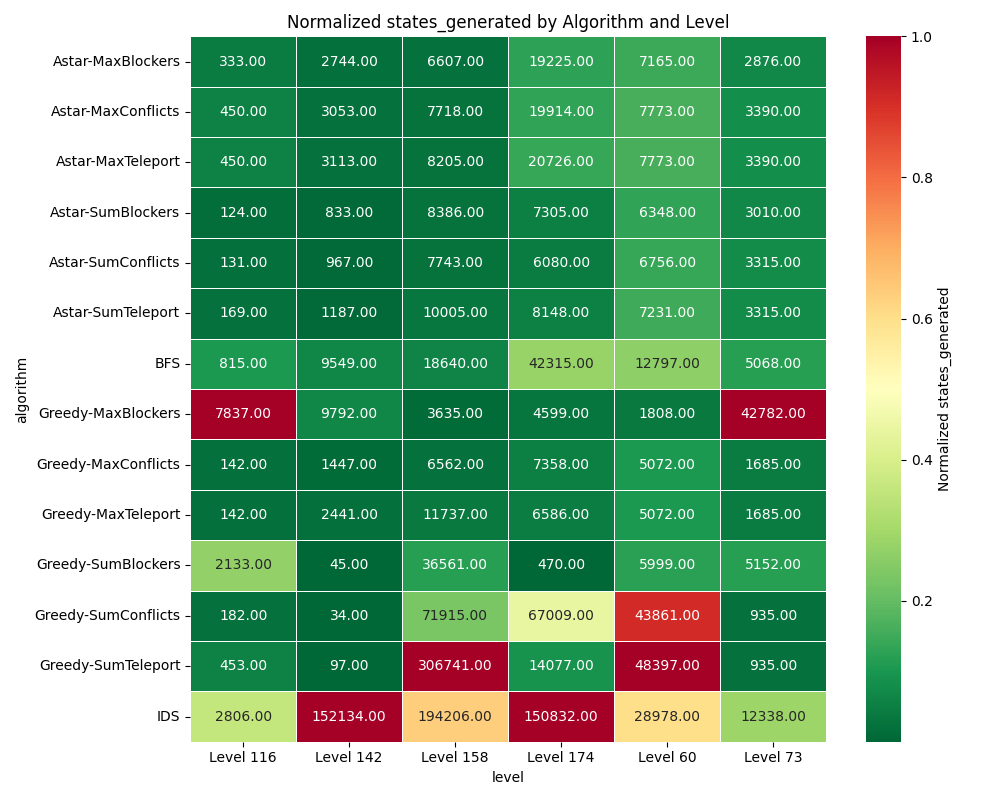 Normalized states_generated by Algorithm and Level
Astar-MaxBlockers 333.00 2744.00 6607.00 19225.00 7165.00 2876.00
Astar-MaxConflicts 450.00 3053.00 7718.00 19914.00 7773.00 3390.00
Astar-MaxTeleport 450.00 3113.00 8205.00 20726.00 7773.00 3390.00
Astar-SumBlockers 124.00 833.00 8386.00 7305.00 6348.00 3010.00
Astar-SumConflicts 131.00 967.00 7743.00 6080.00 6756.00 3315.00
Astar-SumTeleport 169.00 1187.00 10005.00 8148.00 7231.00 3315.00
BFS 815.00 9549.00 18640.00 42315.00 12797.00 5068.00
Greedy-MaxBlockers 7837.00 9792.00 3635.00 4599.00 1808.00 42782.00
Greedy-MaxConflicts 142.00 1447.00 6562.00 7358.00 5072.00 1685.00
Greedy-MaxTeleport 142.00 2441.00 11737.00 6586.00 5072.00 1685.00
Greedy-SumBlockers 2133.00 45.00 36561.00 470.00 5999.00 5152.00
Greedy-SumConflicts 182.00 34.00 71915.00 67009.00 43861.00 935.00
Greedy-SumTeleport 453.00 97.00 306741.00 14077.00 48397.00 935.00
IDS 2806.00 152134.00 194206.00 150832.00 28978.00 12338.00
Level 116 Level 142 Level 158 Level 174 Level 60 Level 73
level
algorithm
1.0
0.8
0.6
0.4
0.2
Normalized states_generated